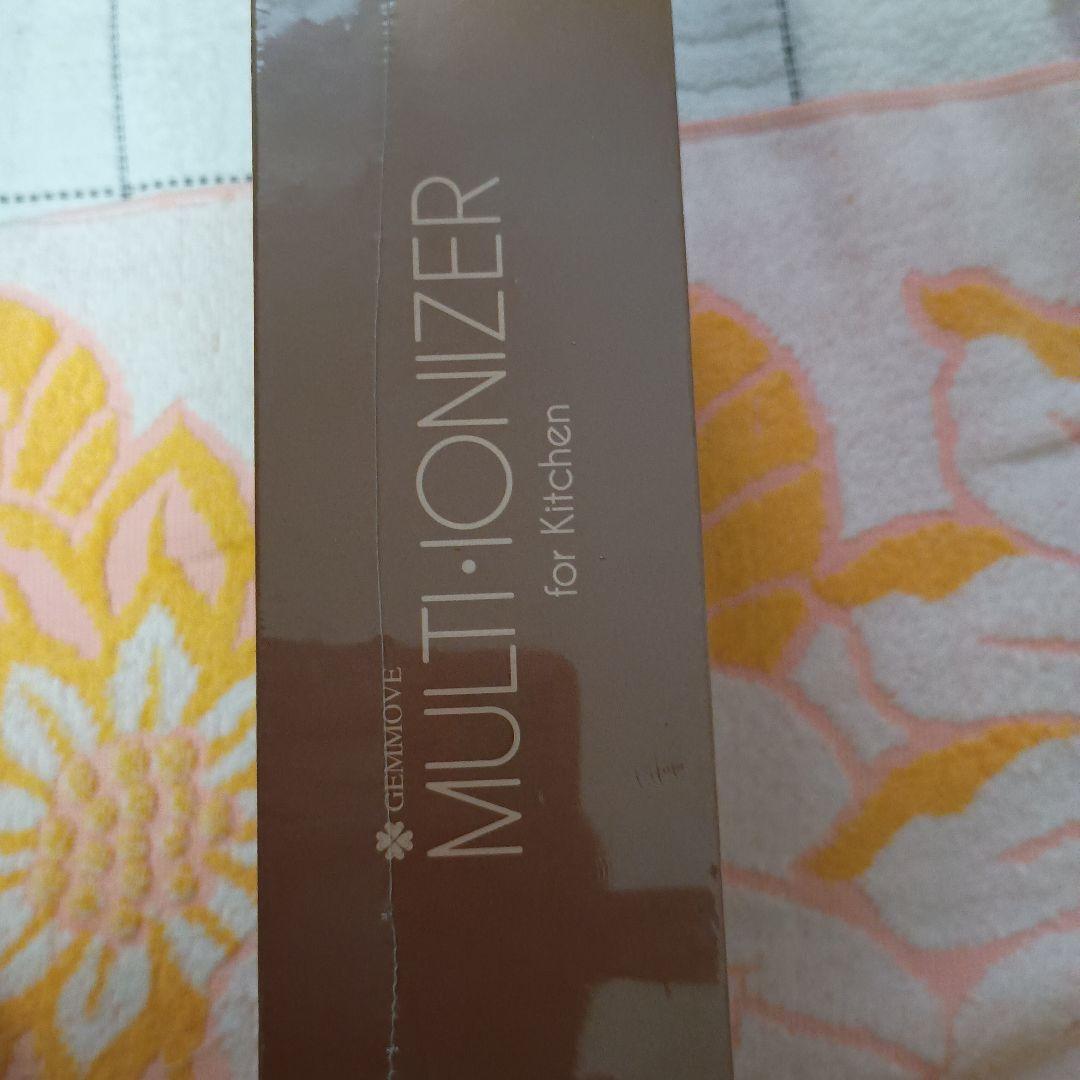 GEMMOVE
MULTI・IONIZER
for Kitchen